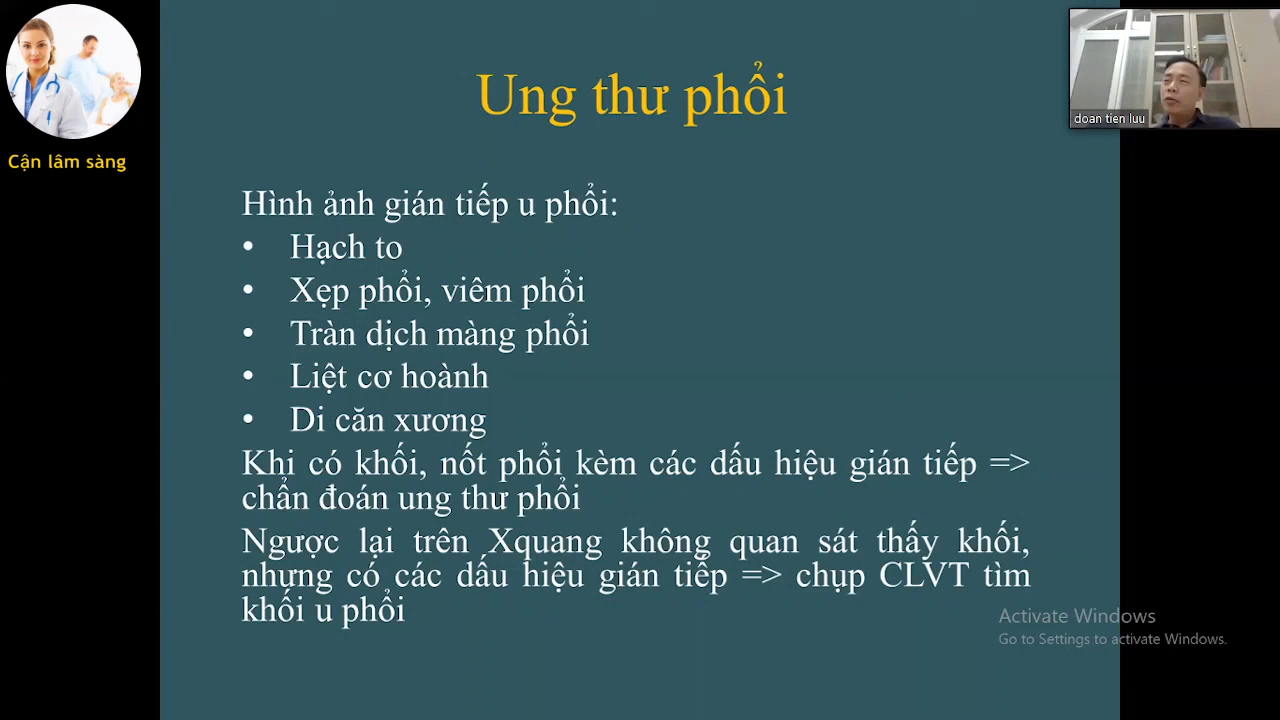 Cận lâm sàng
doan tien luu
Ung thư phổi
Hình ảnh gián tiếp u phổi:
• Hạch to
• Xẹp phổi, viêm phổi
• Tràn dịch màng phổi
• Liệt cơ hoành
• Di căn xương
Khi có khối, nốt phổi kèm các dấu hiệu gián tiếp =>
chẩn đoán ung thư phổi
Ngược lại trên Xquang không quan sát thấy khối,
nhưng có các dấu hiệu gián tiếp => chụp CLVT tìm
khối u phổi
Activate Windows
Go to Settings to activate Windows.